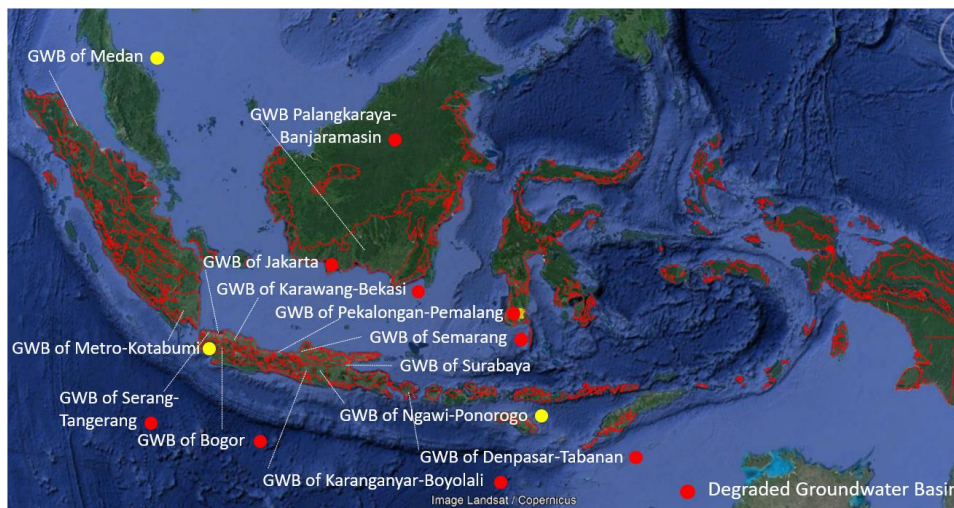 GWB of Medan
GWB Palangkaraya-
Banjaramasin
GWB of Jakarta
GWB of Karawang-Bekasi
GWB of Pekalongan-Pemalang
GWB of Semarang
GWB of Metro-Kotabumi
GWB of Surabaya
GWB of Serang-
Tangerang
GWB of Ngawi-Ponorogo
GWB of Bogor
GWB of Denpasar-Tabanan
GWB of Karanganyar-Boyolali
Image Landsat / Copernicus
Degraded Groundwater Basin